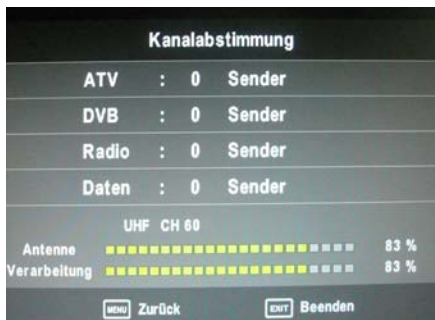 Kanalabstimmung
ATV : 0 Sender
DVB : 0 Sender
Radio : 0 Sender
Daten : 0 Sender
UHF CH 60
Antenne 83 %
Verarbeitung 83 %
MENU Zurück EXIT Beenden